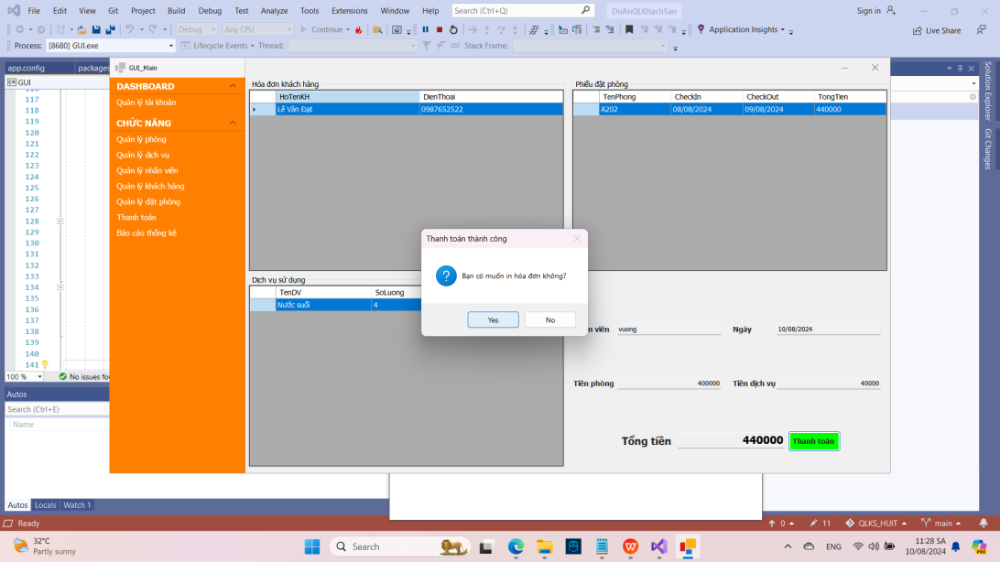 File Edit View Git Project Build Debug Test Analyze Tools Extensions Window Help Search (Ctrl+Q) DoAnQLKhachSan Sign in
Debug Any CPU Continue Application Insights Live Share
Process: [8680] GUI.exe Lifecycle Events Thread: Stack Frame:
app.config packages
GUI
117
118
119
120
121
122
123
124
125
126
127
128
129
130
131
132
133
134
135
136
137
138
139
140
141
100 % No issues fou
Autos
Search (Ctrl+E)
Name
Autos Locals Watch 1
GUI_Main
DASHBOARD
Quản lý tài khoản
CHỨC NĂNG
Quản lý phòng
Quản lý dịch vụ
Quản lý nhân viên
Quản lý khách hàng
Quản lý đặt phòng
Thanh toán
Báo cáo thống kê
Hóa đơn khách hàng
HoTenKH DienThoai
Lê Văn Đạt 0987652522
Phiếu đặt phòng
TenPhong CheckIn CheckOut TongTien
A202 08/08/2024 09/08/2024 440000
Dịch vụ sử dụng
TenDV SoLuong
Nước suối 4
Thanh toán thành công
Bạn có muốn in hóa đơn không?
Yes No
n viên vuong Ngày 10/08/2024
Tiền phòng 400000 Tiền dịch vụ 40000
Tổng tiền 440000 Thanh toán
Solution Explorer
Git Changes
Ready 0 11 QLKS_HUIT main
32°C
Partly sunny
Search
ENG
11:28 SA
10/08/2024
PRE